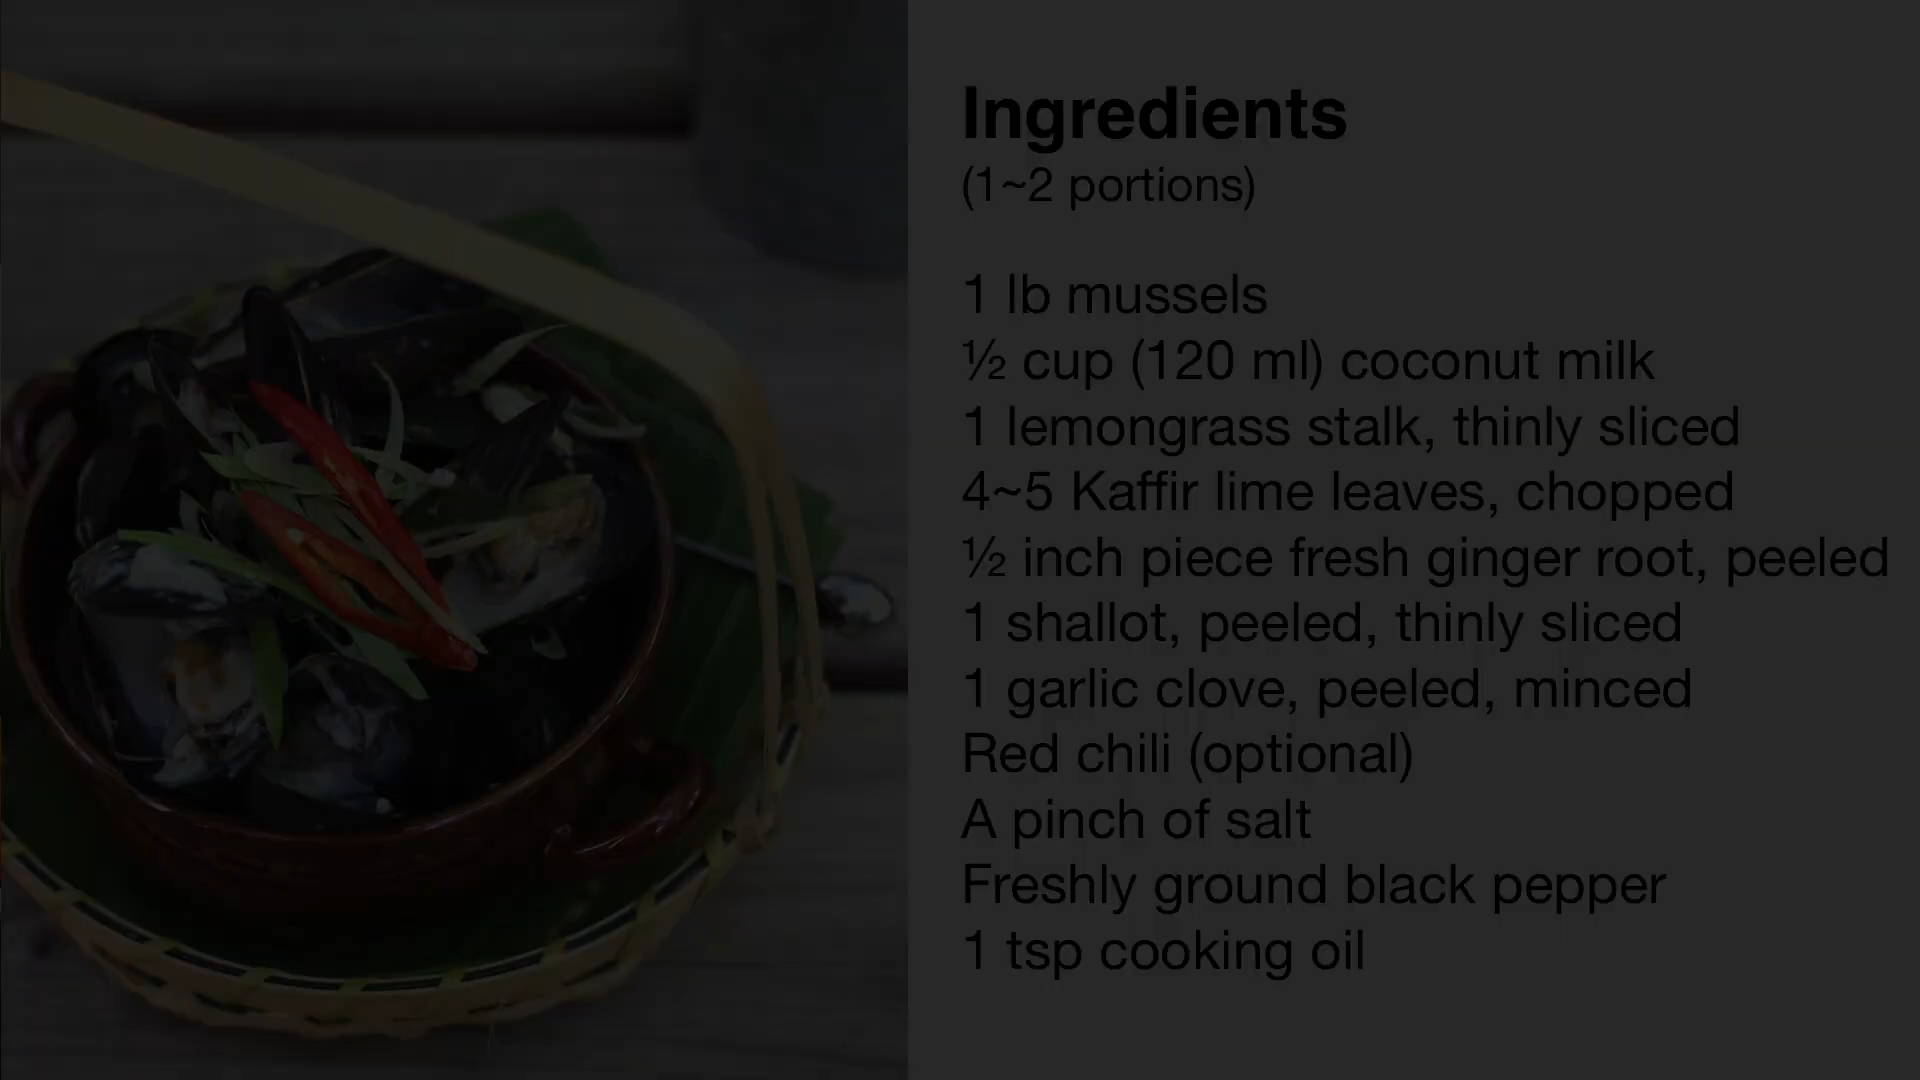 Ingredients
(1~2 portions)
1 lb mussels
½ cup (120 ml) coconut milk
1 lemongrass stalk, thinly sliced
4~5 Kaffir lime leaves, chopped
½ inch piece fresh ginger root, peeled
1 shallot, peeled, thinly sliced
1 garlic clove, peeled, minced
Red chili (optional)
A pinch of salt
Freshly ground black pepper
1 tsp cooking oil